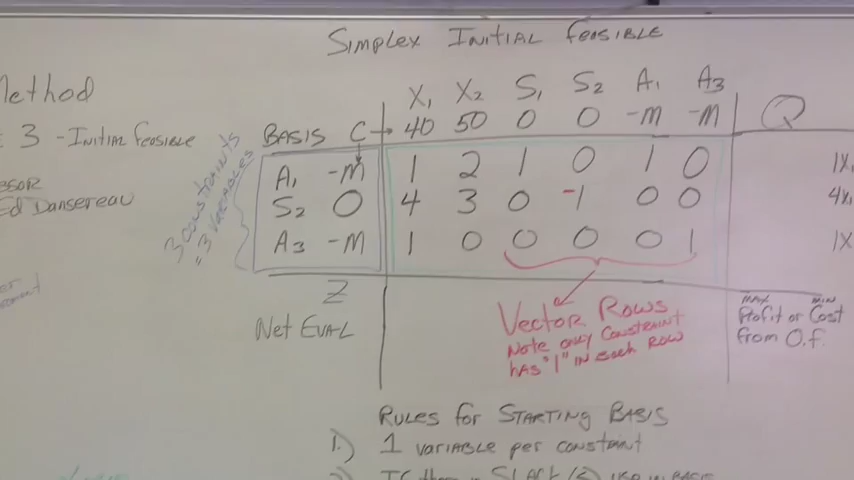 Simplex Initial Feasible
Method
3 - Initial Feasible
Ed Dansereau
3 constraints
= 3 variables
X₁ X₂ S₁ S₂ A₁ A₃ Q
BASIS C → 40 50 0 0 -M -M
A₁ -M 1 2 1 0 1 0
S₂ 0 4 3 0 -1 0 0
A₃ -M 1 0 0 0 0 1
1X
4X
1X
Z
Net EVAL
Vector Rows
Note only Constraint
HAS "1" IN each ROW
MAX MIN
Profit or Cost
From O.F.
Rules for Starting Basis
1.) 1 variable per constaint